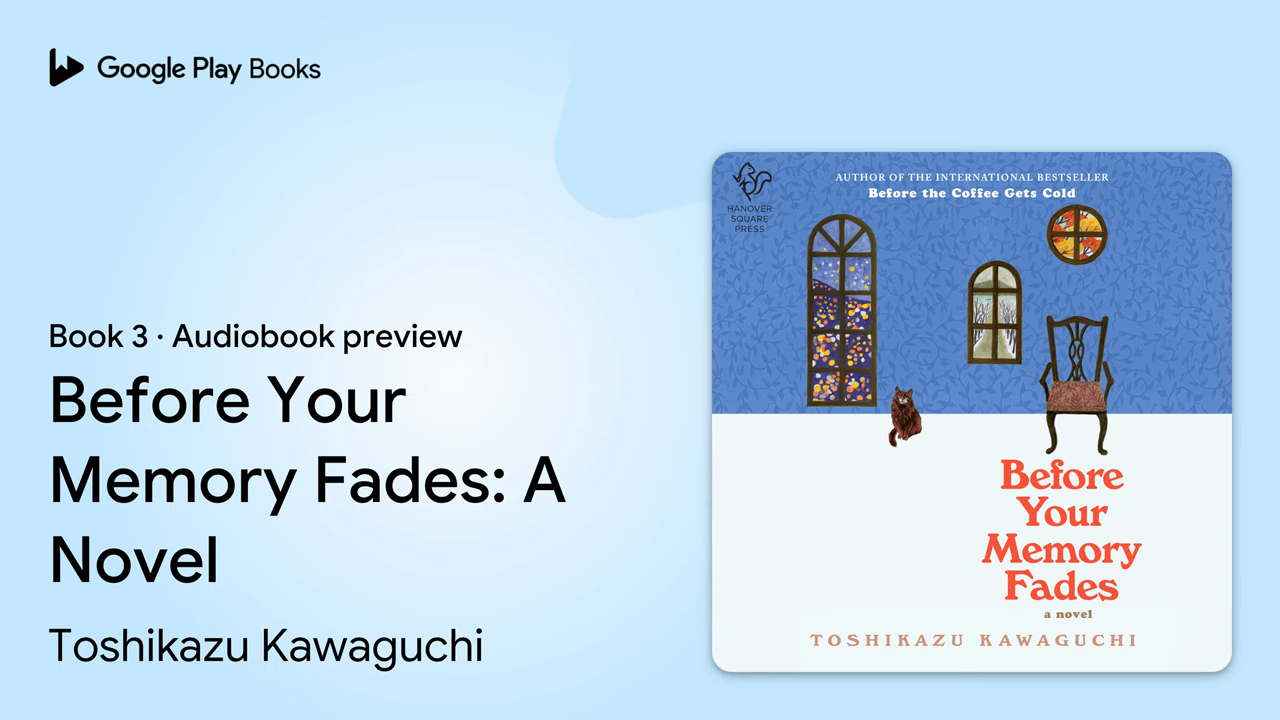 Google Play Books
Book 3 · Audiobook preview
Before Your
Memory Fades: A
Novel
Toshikazu Kawaguchi
HANOVER
SQUARE
PRESS
AUTHOR OF THE INTERNATIONAL BESTSELLER
Before the Coffee Gets Cold
Before
Your
Memory
Fades
a novel
TOSHIKAZU KAWAGUCHI